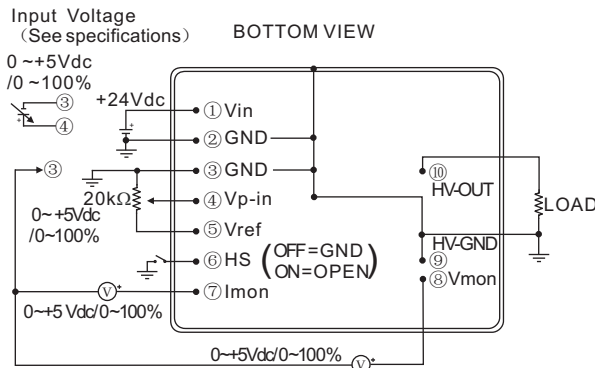 Input Voltage
（See specifications）
BOTTOM VIEW
0 ~+5Vdc
/0 ~100%
③
④
+24Vdc
①Vin
②GND
③GND
③
20kΩ
④Vp-in
0~+5Vdc
/0~100%
⑤Vref
⑥HS (OFF=GND
ON=OPEN)
⑦Imon
V+
0~+5 Vdc/0~100%
⑩
HV-OUT
LOAD
HV-GND
⑨
⑧Vmon
0~+5Vdc/0~100%
V+